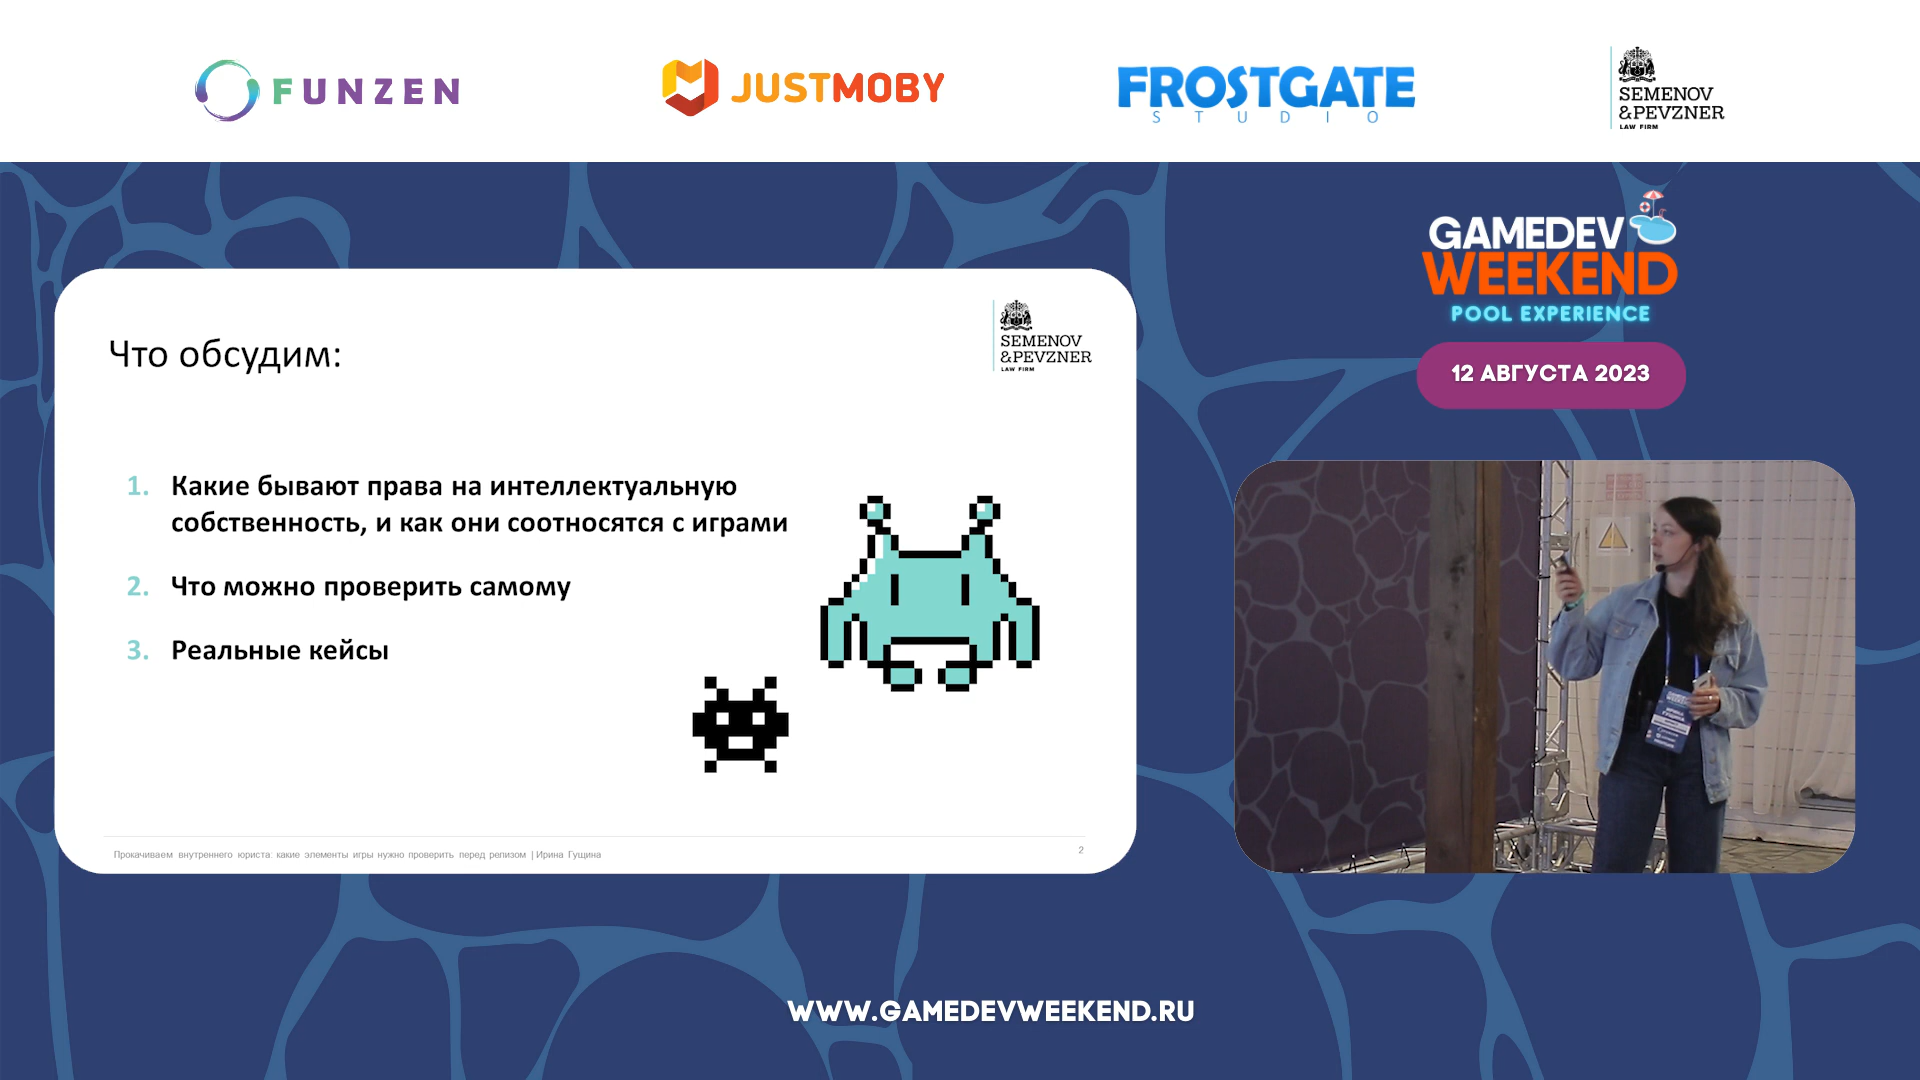 FUNZEN
JUSTMOBY
FROSTGATE
STUDIO
SEMENOV
&PEVZNER
LAW FIRM
GAMEDEV
WEEKEND
POOL EXPERIENCE
12 АВГУСТА 2023
Что обсудим:
SEMENOV
&PEVZNER
LAW FIRM
1. Какие бывают права на интеллектуальную
собственность, и как они соотносятся с играми
2. Что можно проверить самому
3. Реальные кейсы
Прокачиваем внутреннего юриста: какие элементы игры нужно проверить перед релизом | Ирина Гущина
2
WWW.GAMEDEVWEEKEND.RU